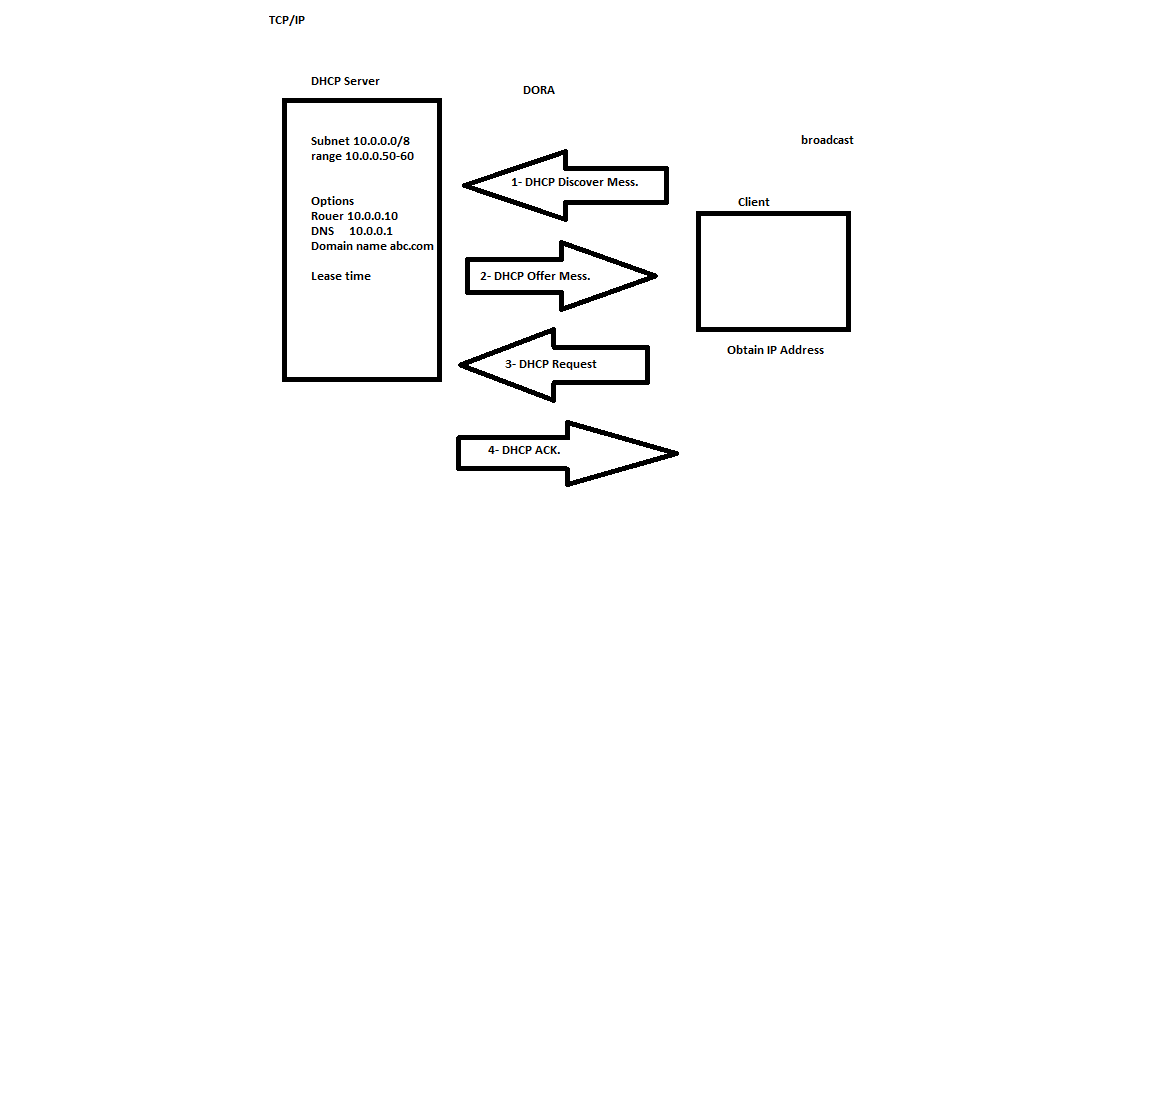 TCP/IP
DHCP Server
DORA
Subnet 10.0.0.0/8
range 10.0.0.50-60
Options
Rouer 10.0.0.10
DNS 10.0.0.1
Domain name abc.com
Lease time
1- DHCP Discover Mess.
2- DHCP Offer Mess.
3- DHCP Request
4- DHCP ACK.
broadcast
Client
Obtain IP Address